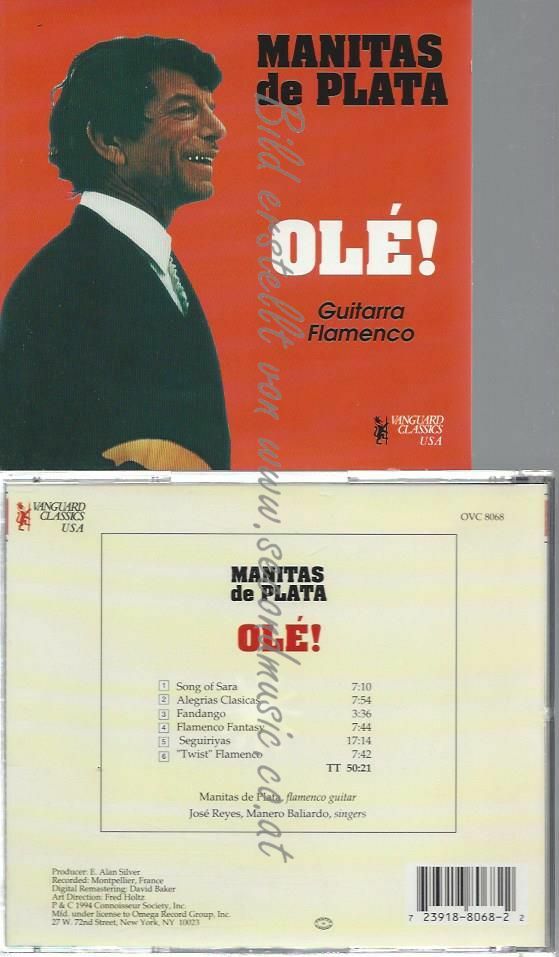 MANITAS
de PLATA
OLÉ!
Guitarra
Flamenco
VANGUARD
CLASSICS
USA
Bild erstellt von www.secondmusic.co.at
VANGUARD
CLASSICS
USA
OVC 8068
MANITAS
de PLATA
OLÉ!
1 Song of Sara 7:10
2 Alegrias Clasicas 7:54
3 Fandango 3:36
4 Flamenco Fantasy 7:44
5 Seguiriyas 17:14
6 "Twist" Flamenco 7:42
TT 50:21
Manitas de Plata, flamenco guitar
José Reyes, Manero Baliardo, singers
Producer: E. Alan Silver
Recorded: Montpellier, France
Digital Remastering: David Baker
Art Direction: Fred Holtz
P & C 1994 Connoisseur Society, Inc.
Mfd. under license to Omega Record Group, Inc.
27 W. 72nd Street, New York, NY 10023
7 23918-8068-2 2